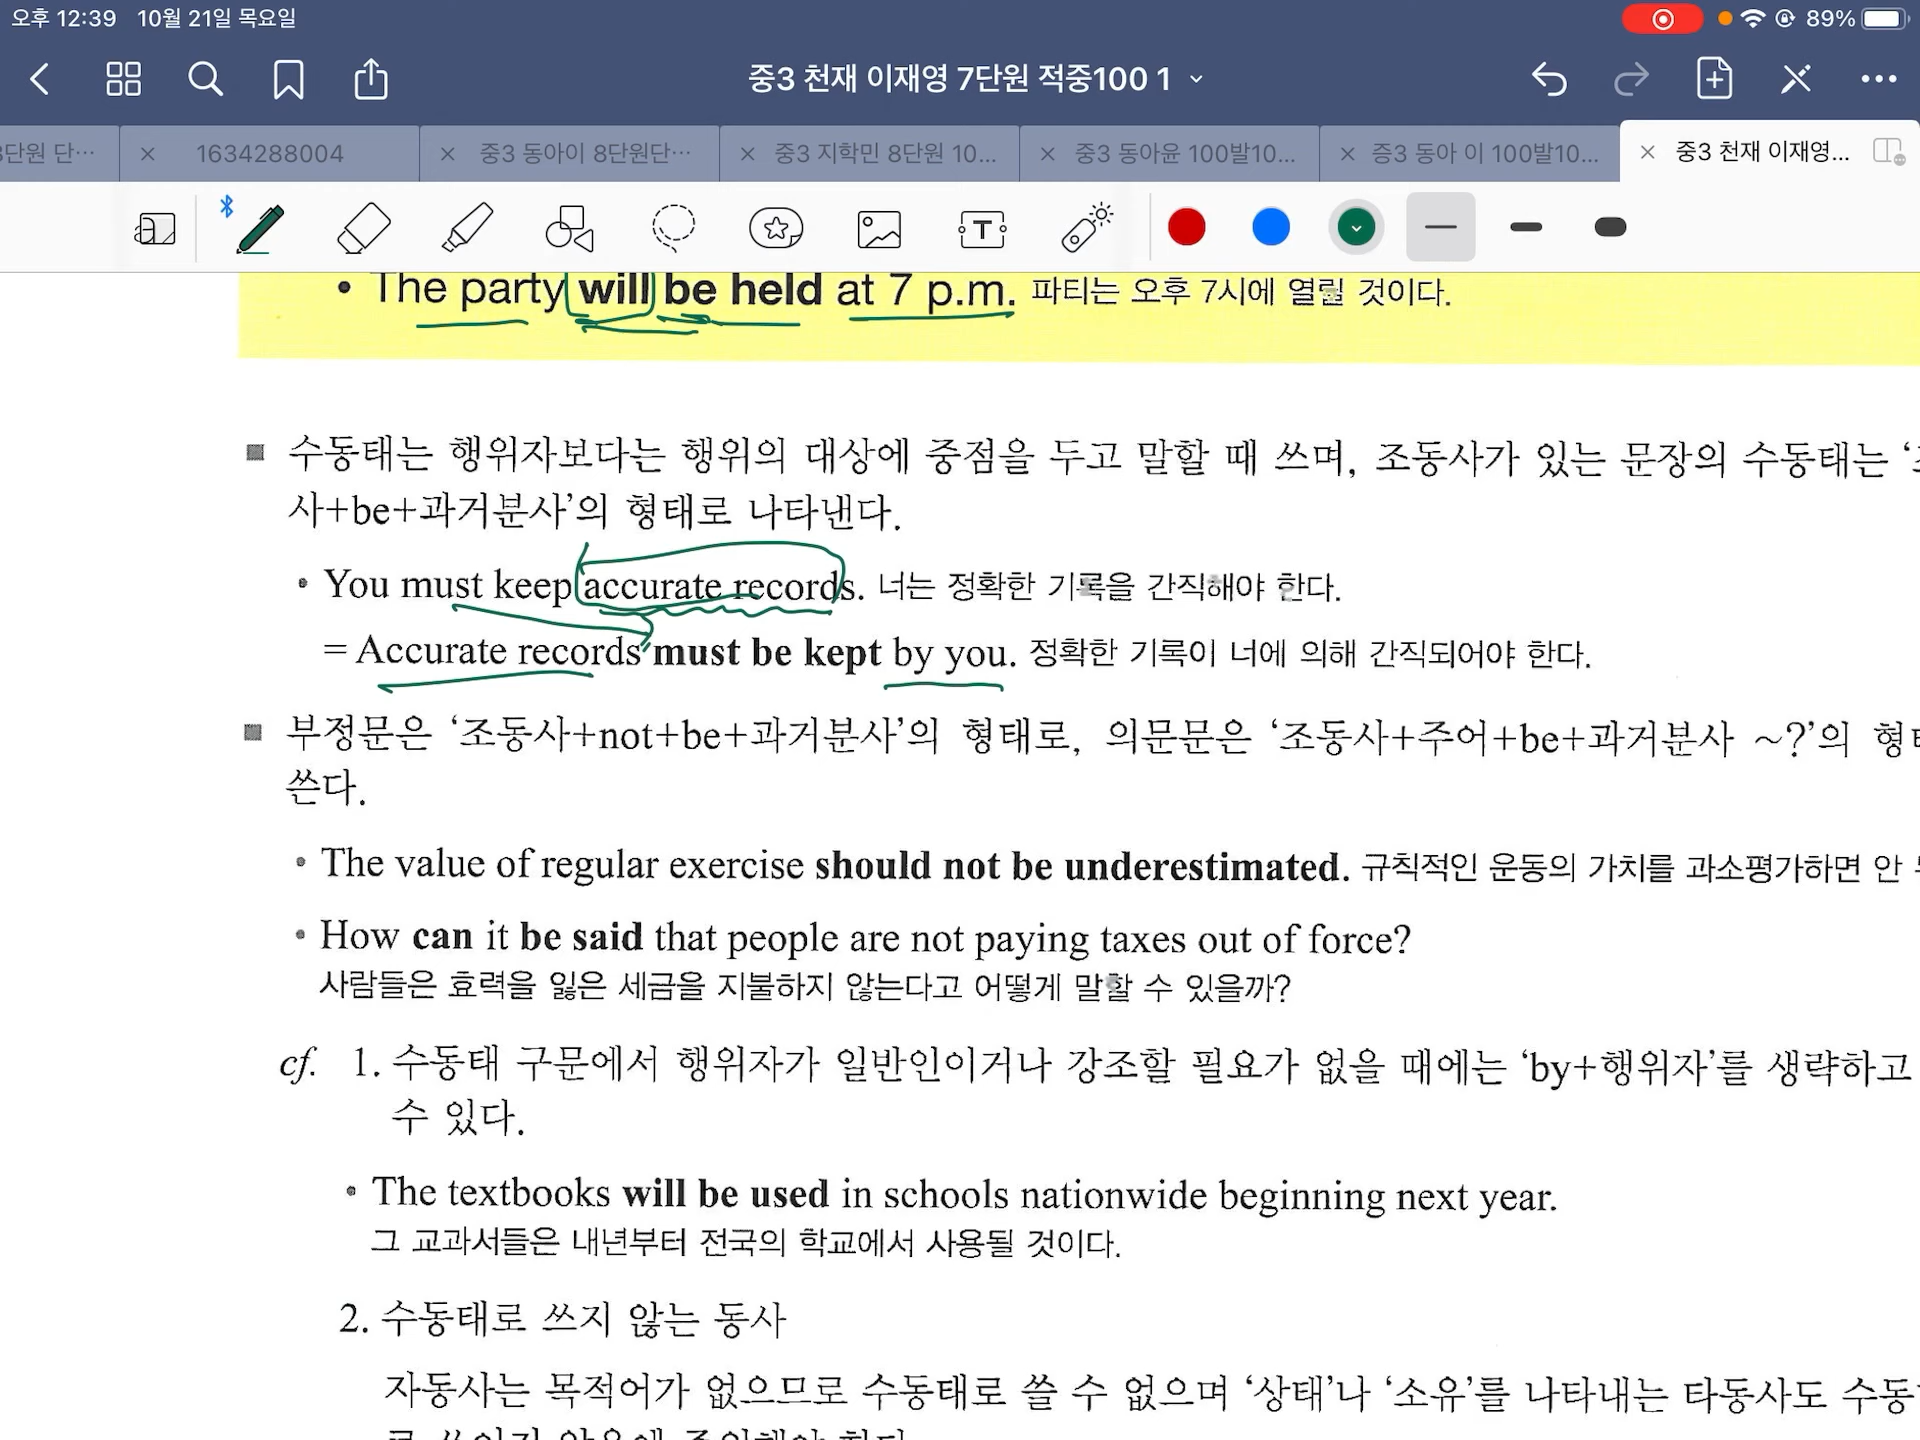 오후 12:39 10월 21일 목요일 89%
중3 천재 이재영 7단원 적중100 1
단원 단··· 1634288004 중3 동아이 8단원단··· 중3 지학민 8단원 10... 중3 동아윤 100발10... 증3 동아 이 100발10... 중3 천재 이재영...
• The party will be held at 7 p.m. 파티는 오후 7시에 열릴 것이다.
■ 수동태는 행위자보다는 행위의 대상에 중점을 두고 말할 때 쓰며, 조동사가 있는 문장의 수동태는 ‘
사+be+과거분사’의 형태로 나타낸다.
• You must keep accurate records. 너는 정확한 기록을 간직해야 한다.
= Accurate records must be kept by you. 정확한 기록이 너에 의해 간직되어야 한다.
■ 부정문은 ‘조동사+not+be+과거분사’의 형태로, 의문문은 ‘조동사+주어+be+과거분사 ~?’의 형
쓴다.
• The value of regular exercise should not be underestimated. 규칙적인 운동의 가치를 과소평가하면 안
• How can it be said that people are not paying taxes out of force?
사람들은 효력을 잃은 세금을 지불하지 않는다고 어떻게 말할 수 있을까?
cf. 1. 수동태 구문에서 행위자가 일반인이거나 강조할 필요가 없을 때에는 ‘by+행위자’를 생략하고
수 있다.
• The textbooks will be used in schools nationwide beginning next year.
그 교과서들은 내년부터 전국의 학교에서 사용될 것이다.
2. 수동태로 쓰지 않는 동사
자동사는 목적어가 없으므로 수동태로 쓸 수 없으며 ‘상태’나 ‘소유’를 나타내는 타동사도 수동